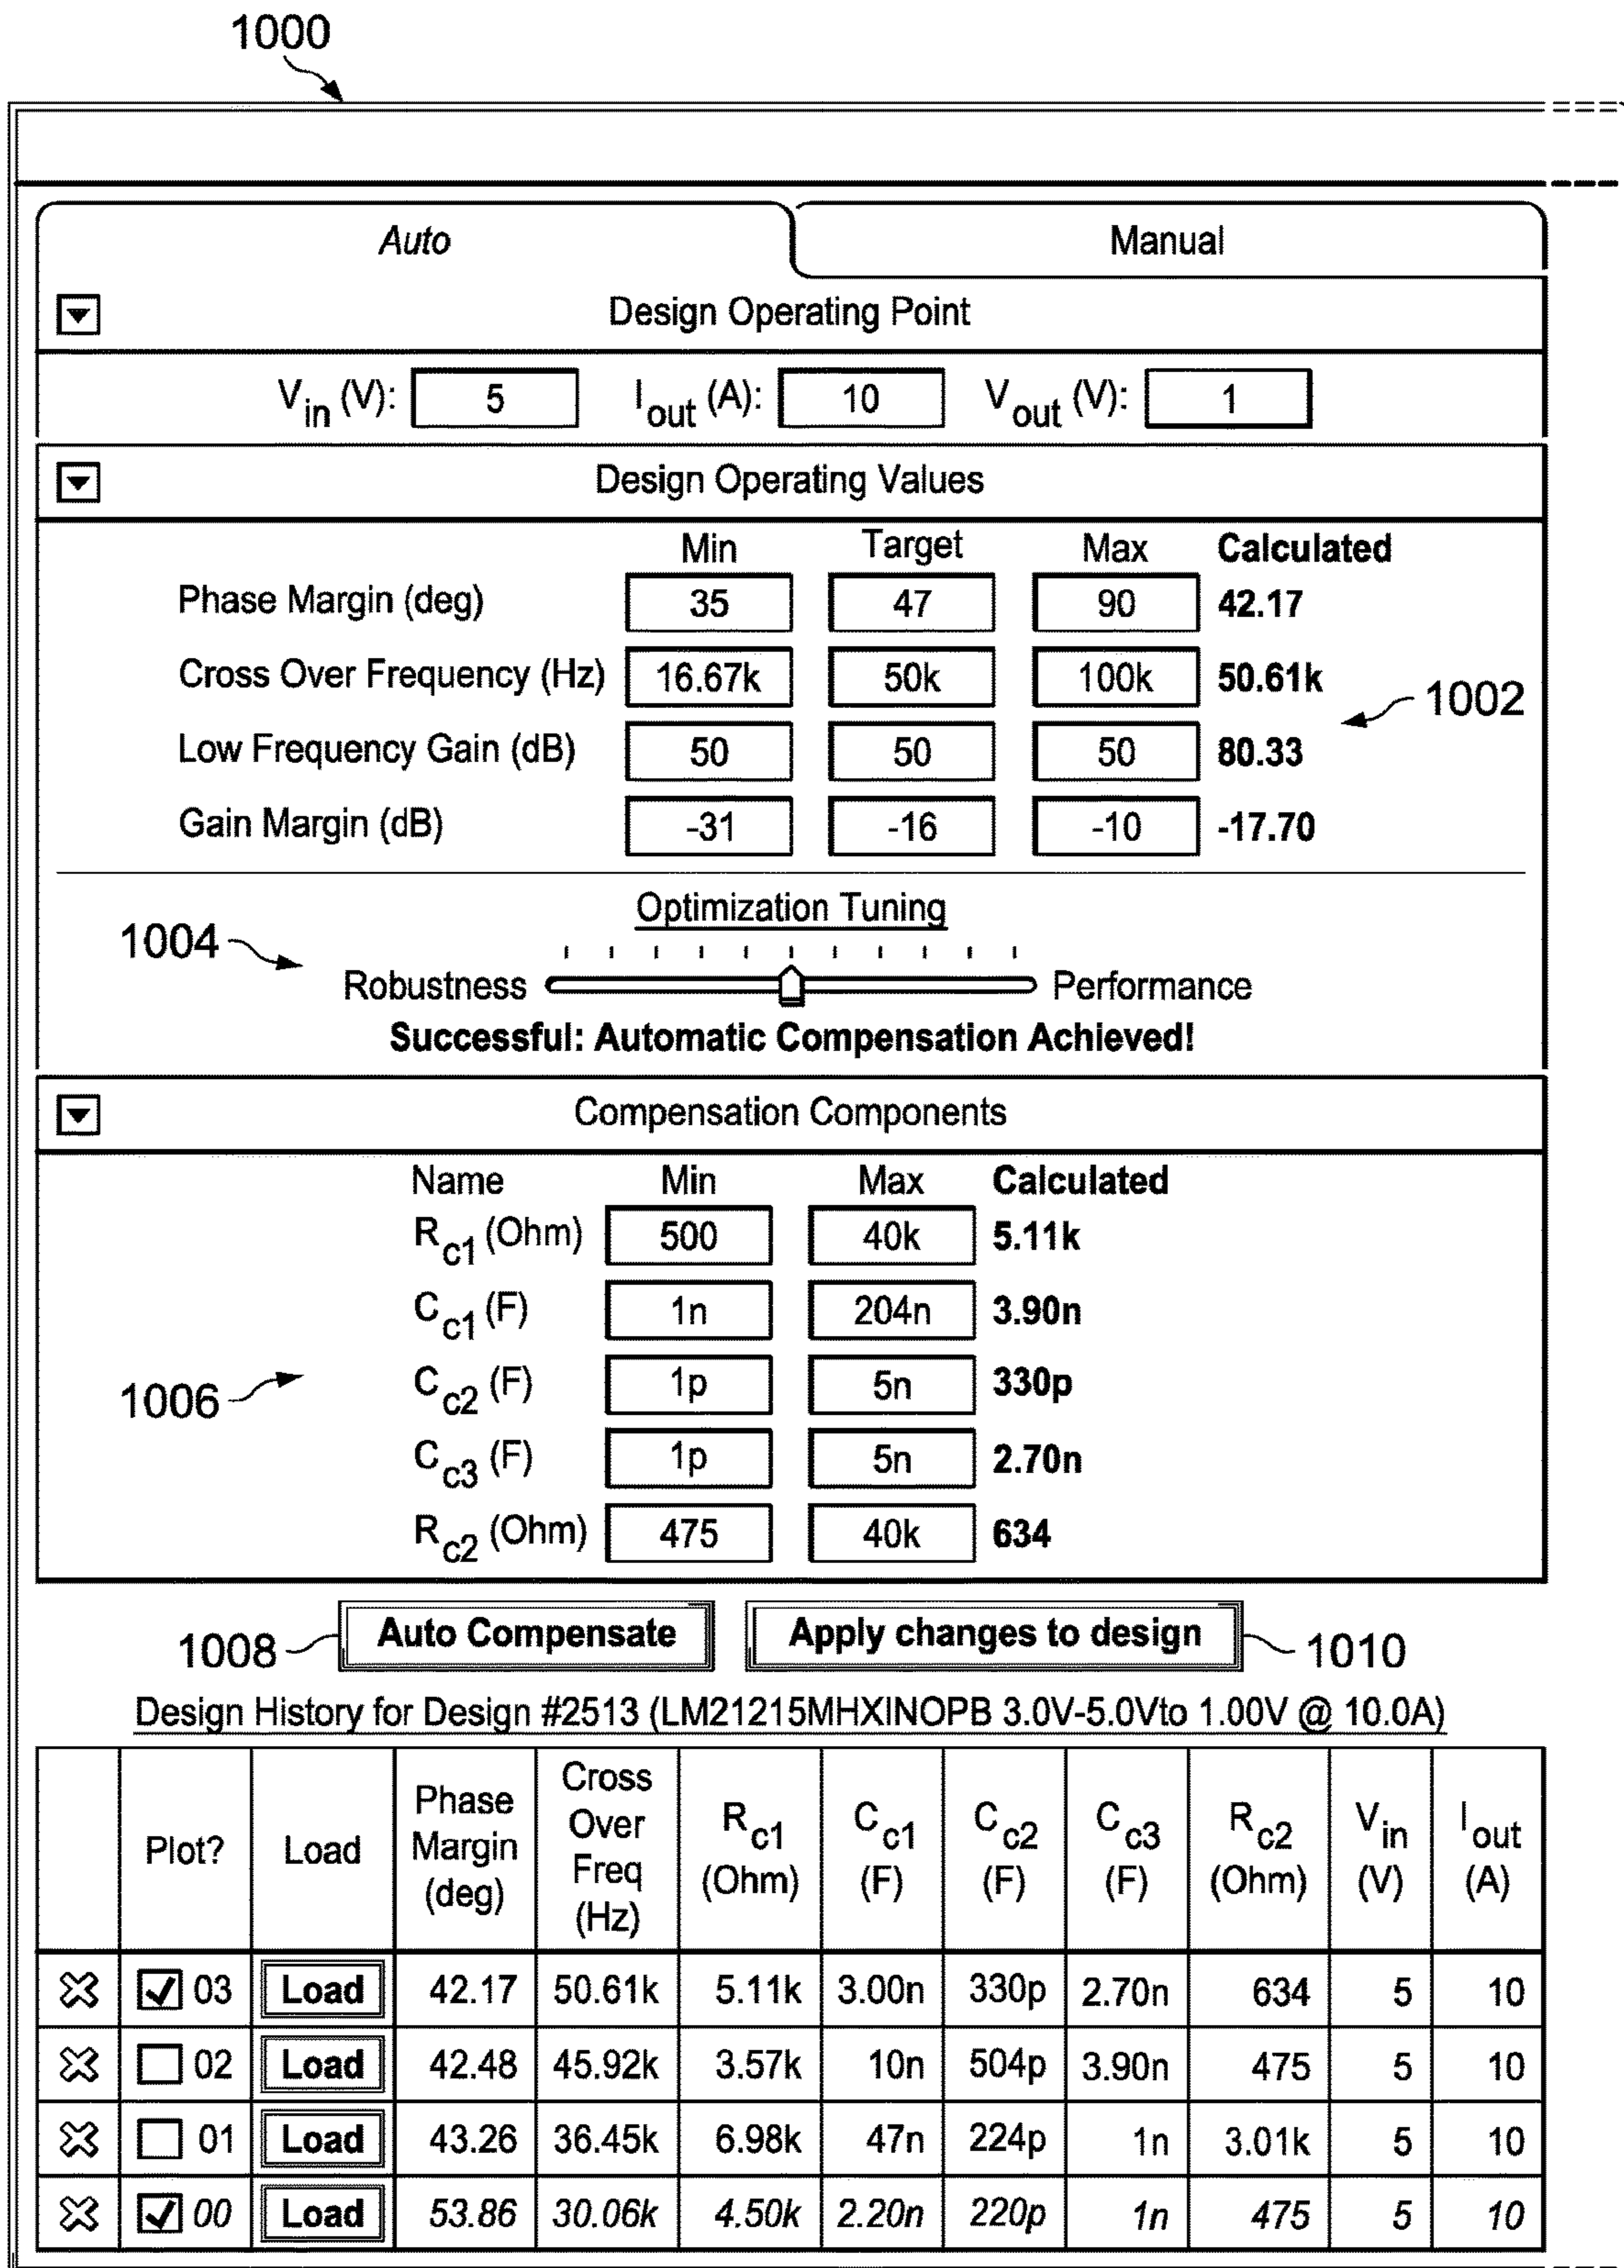 1000
Auto Manual
Design Operating Point
Vin (V): 5 Iout (A): 10 Vout (V): 1
Design Operating Values
Min Target Max Calculated
Phase Margin (deg) 35 47 90 42.17
Cross Over Frequency (Hz) 16.67k 50k 100k 50.61k
1002
Low Frequency Gain (dB) 50 50 50 80.33
Gain Margin (dB) -31 -16 -10 -17.70
Optimization Tuning
1004
Robustness Performance
Successful: Automatic Compensation Achieved!
Compensation Components
Name Min Max Calculated
Rc1 (Ohm) 500 40k 5.11k
Cc1 (F) 1n 204n 3.90n
1006
Cc2 (F) 1p 5n 330p
Cc3 (F) 1p 5n 2.70n
Rc2 (Ohm) 475 40k 634
1008 Auto Compensate Apply changes to design 1010
Design History for Design #2513 (LM21215MHXINOPB 3.0V-5.0Vto 1.00V @ 10.0A)
Plot? Load Phase Margin (deg) Cross Over Freq (Hz) Rc1 (Ohm) Cc1 (F) Cc2 (F) Cc3 (F) Rc2 (Ohm) Vin (V) Iout (A)
03 Load 42.17 50.61k 5.11k 3.00n 330p 2.70n 634 5 10
02 Load 42.48 45.92k 3.57k 10n 504p 3.90n 475 5 10
01 Load 43.26 36.45k 6.98k 47n 224p 1n 3.01k 5 10
00 Load 53.86 30.06k 4.50k 2.20n 220p 1n 475 5 10